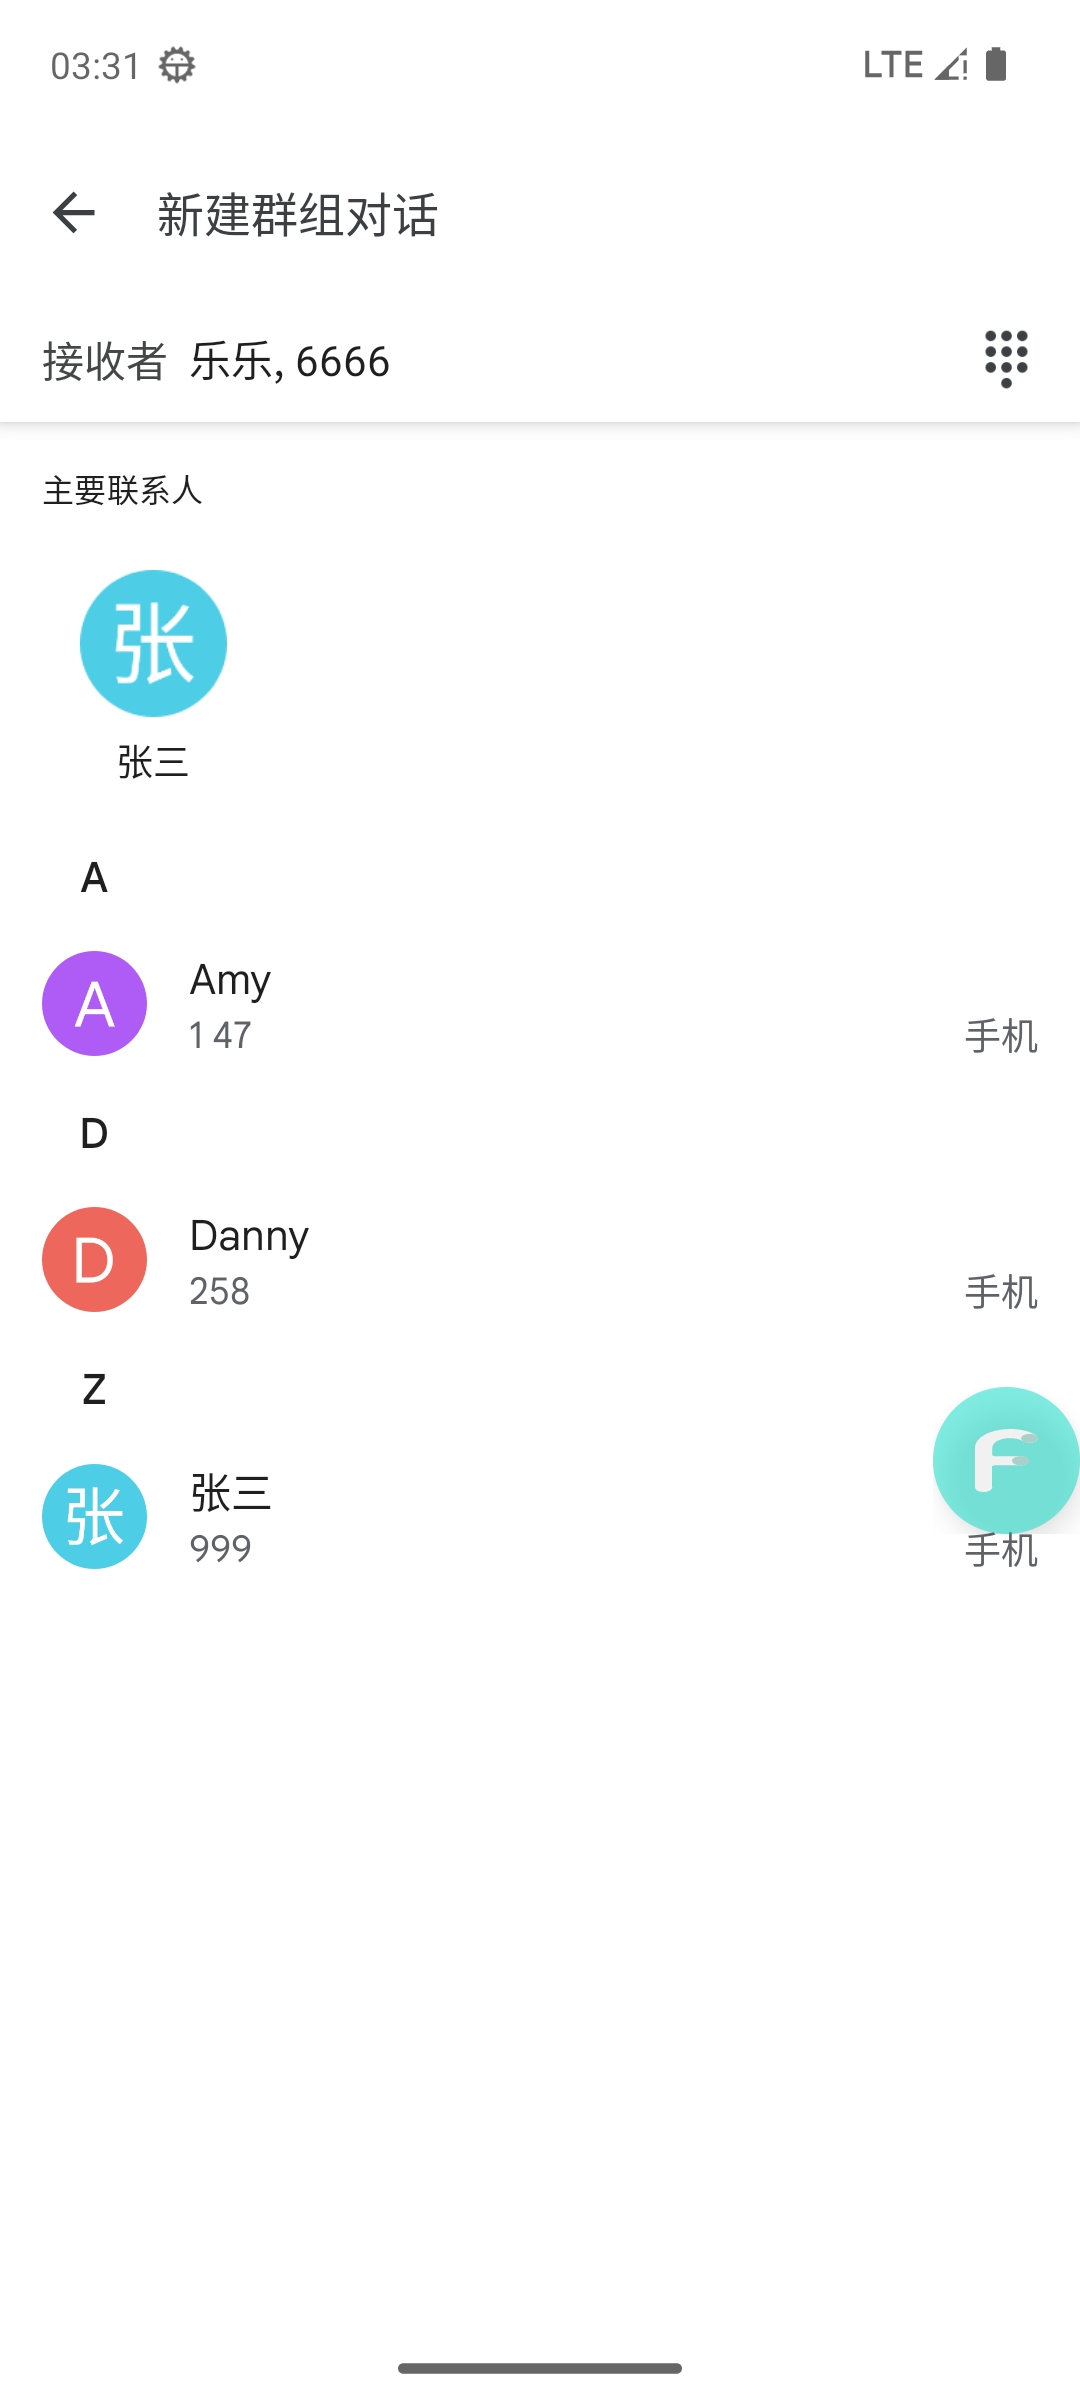 03:31 LTE
新建群组对话
接收者 乐乐, 6666
主要联系人
张
张三
A
A Amy
1 47 手机
D
D Danny
258 手机
Z
F
张 张三
999 手机